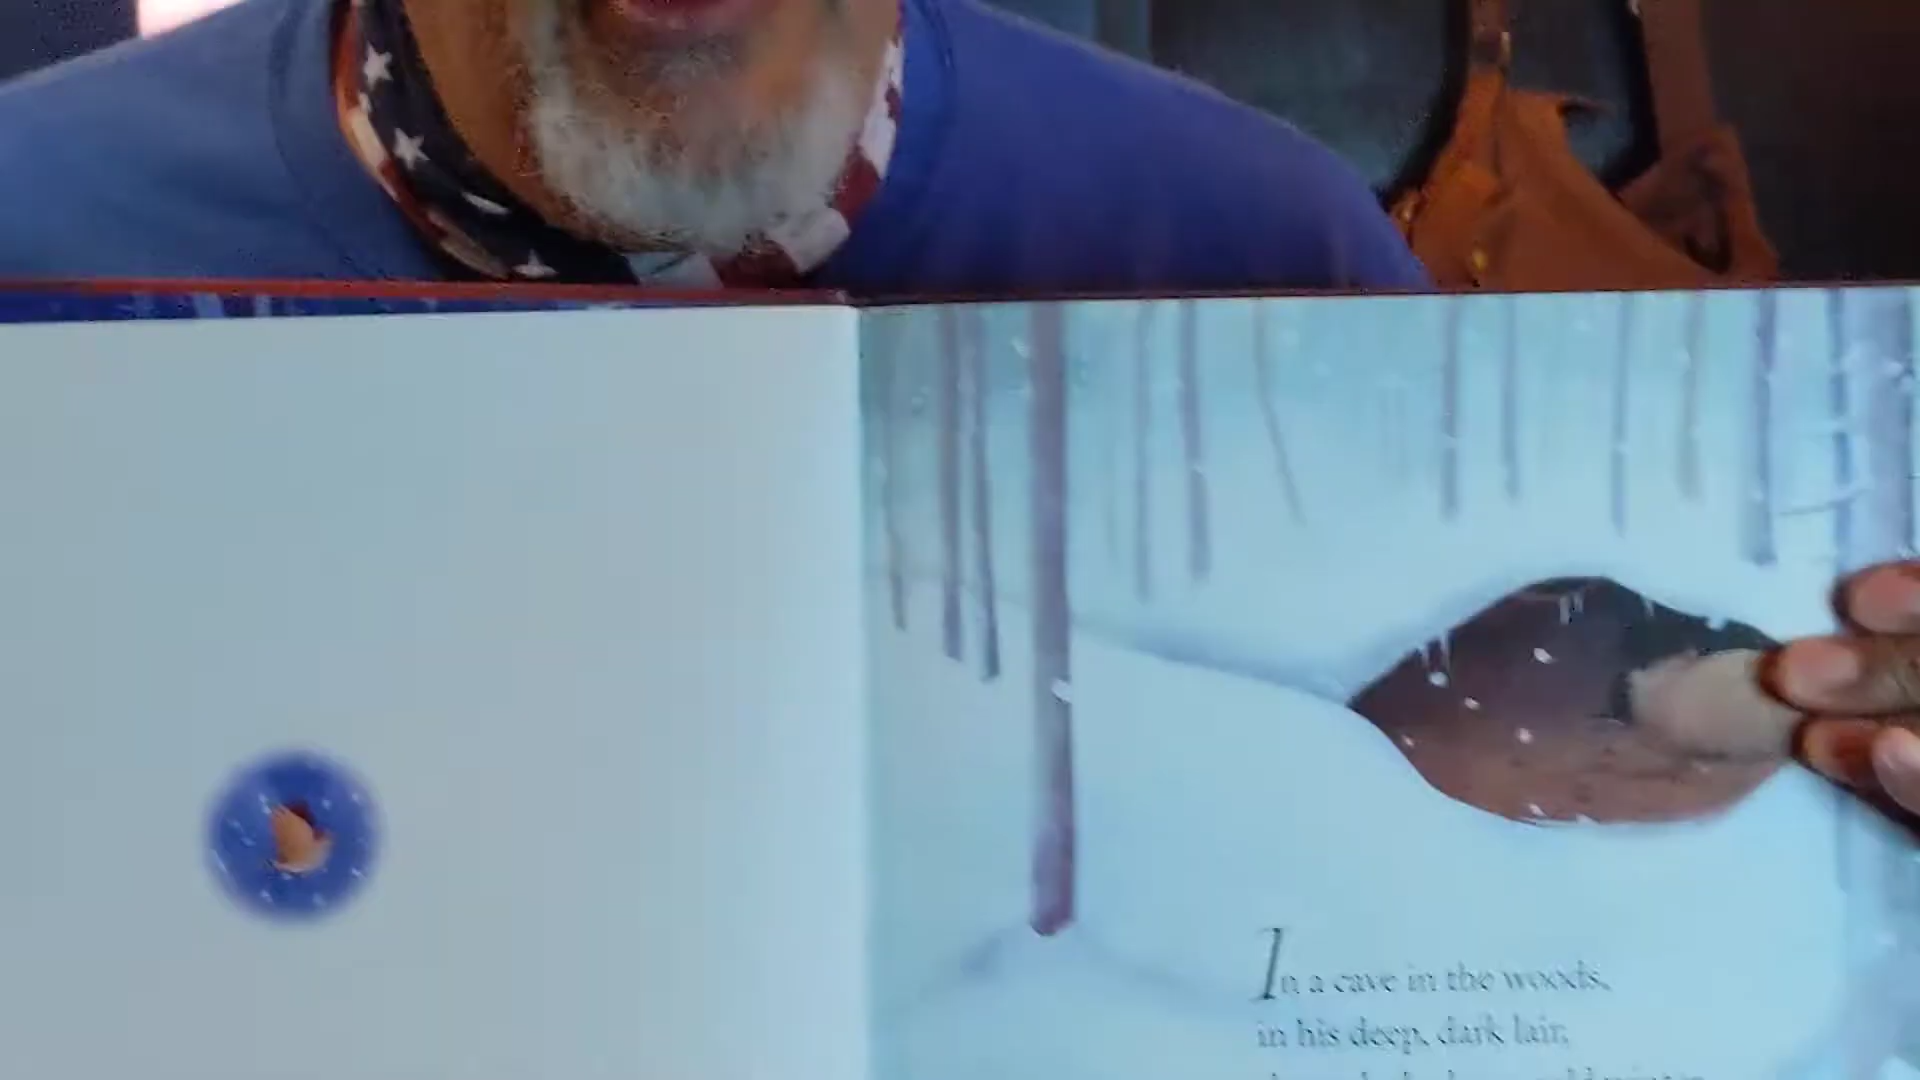 In a cave in the woods,
in his deep, dark lair,